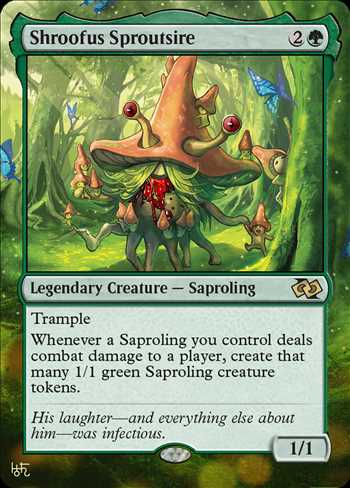 Shroofus Sproutsire 2
Legendary Creature — Saproling
Trample
Whenever a Saproling you control deals
combat damage to a player, create that
many 1/1 green Saproling creature
tokens.
His laughter—and everything else about
him—was infectious.
1/1